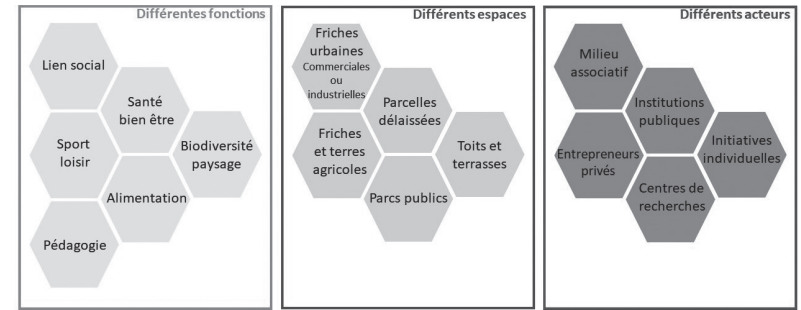 Différentes fonctions
Lien social
Santé
bien être
Sport
loisir
Biodiversité
paysage
Alimentation
Pédagogie
Différents espaces
Friches
urbaines
Commerciales
ou
industrielles
Parcelles
délaissées
Friches
et terres
agricoles
Toits et
terrasses
Parcs publics
Différents acteurs
Milieu
associatif
Institutions
publiques
Entrepreneurs
privés
Initiatives
individuelles
Centres de
recherches